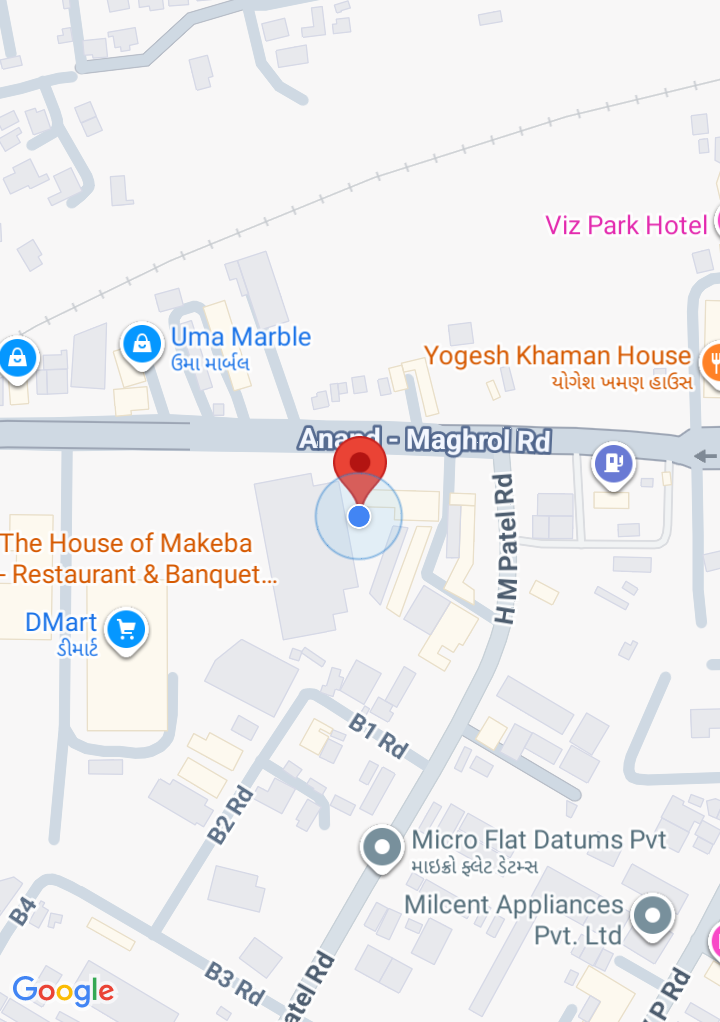 Viz Park Hotel
Uma Marble
ઉમા માર્બલ
Yogesh Khaman House
યોગેશ ખમણ હાઉસ
Anand - Maghrol Rd
H M Patel Rd
The House of Makeba
- Restaurant & Banquet...
DMart
ડીમાર્ટ
B1 Rd
B2 Rd
Micro Flat Datums Pvt
માઇક્રો ફ્લેટ ડેટમ્સ
Milcent Appliances
Pvt. Ltd
B4
B3 Rd
atel Rd
P Rd
Google